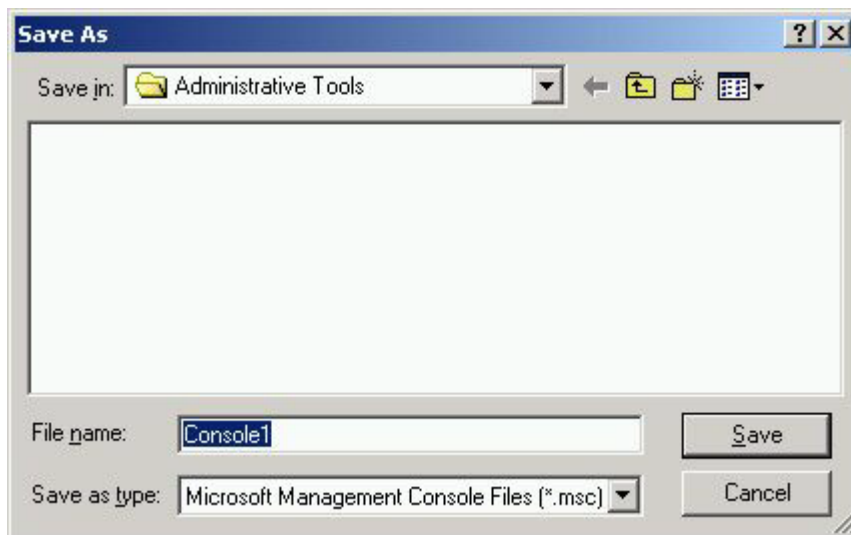 Save As
Save in: Administrative Tools
File name: Console1 Save
Save as type: Microsoft Management Console Files (*.msc) Cancel